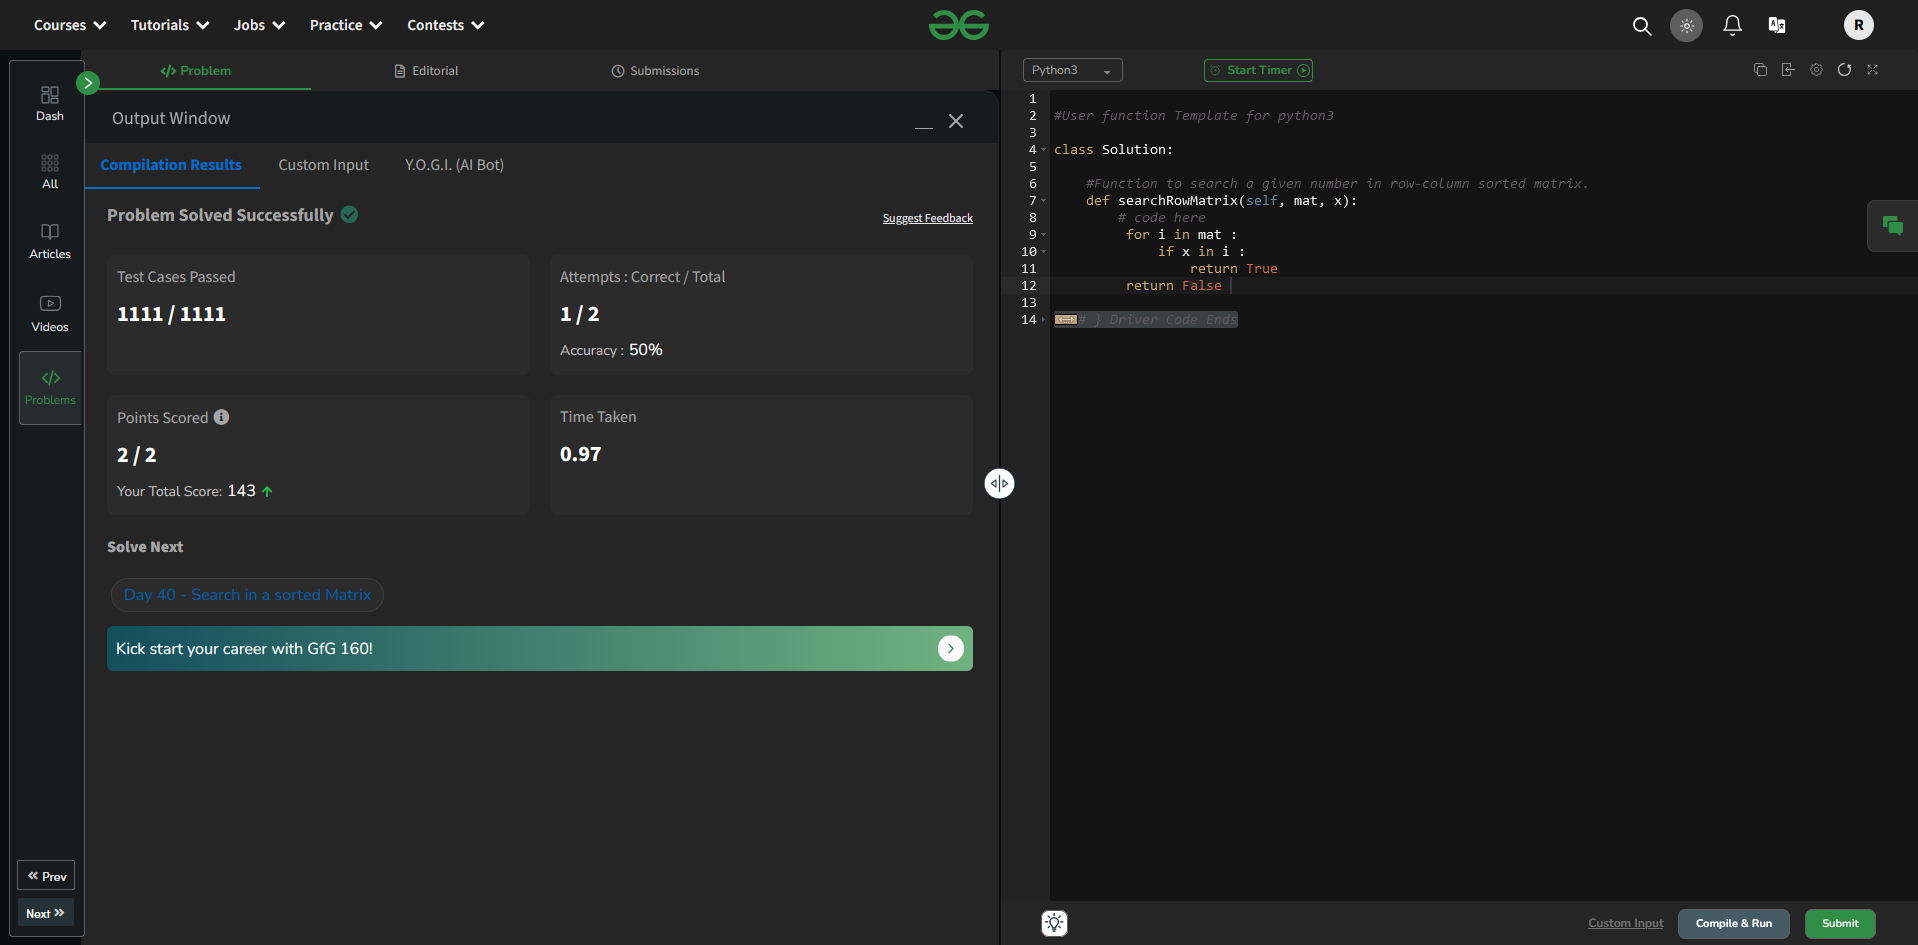 Courses Tutorials Jobs Practice Contests
R
Dash
All
Articles
Videos
Problems
Prev
Next
Problem Editorial Submissions
Output Window
Compilation Results Custom Input Y.O.G.I. (AI Bot)
Problem Solved Successfully
Suggest Feedback
Test Cases Passed
1111 / 1111
Attempts : Correct / Total
1 / 2
Accuracy : 50%
Points Scored
2 / 2
Your Total Score: 143
Time Taken
0.97
Solve Next
Day 40 - Search in a sorted Matrix
Kick start your career with GfG 160!
Python3 Start Timer
1
2 #User function Template for python3
3
4 class Solution:
5
6 #Function to search a given number in row-column sorted matrix.
7 def searchRowMatrix(self, mat, x):
8 # code here
9 for i in mat :
10 if x in i :
11 return True
12 return False
13
14 # } Driver Code Ends
Custom Input Compile & Run Submit